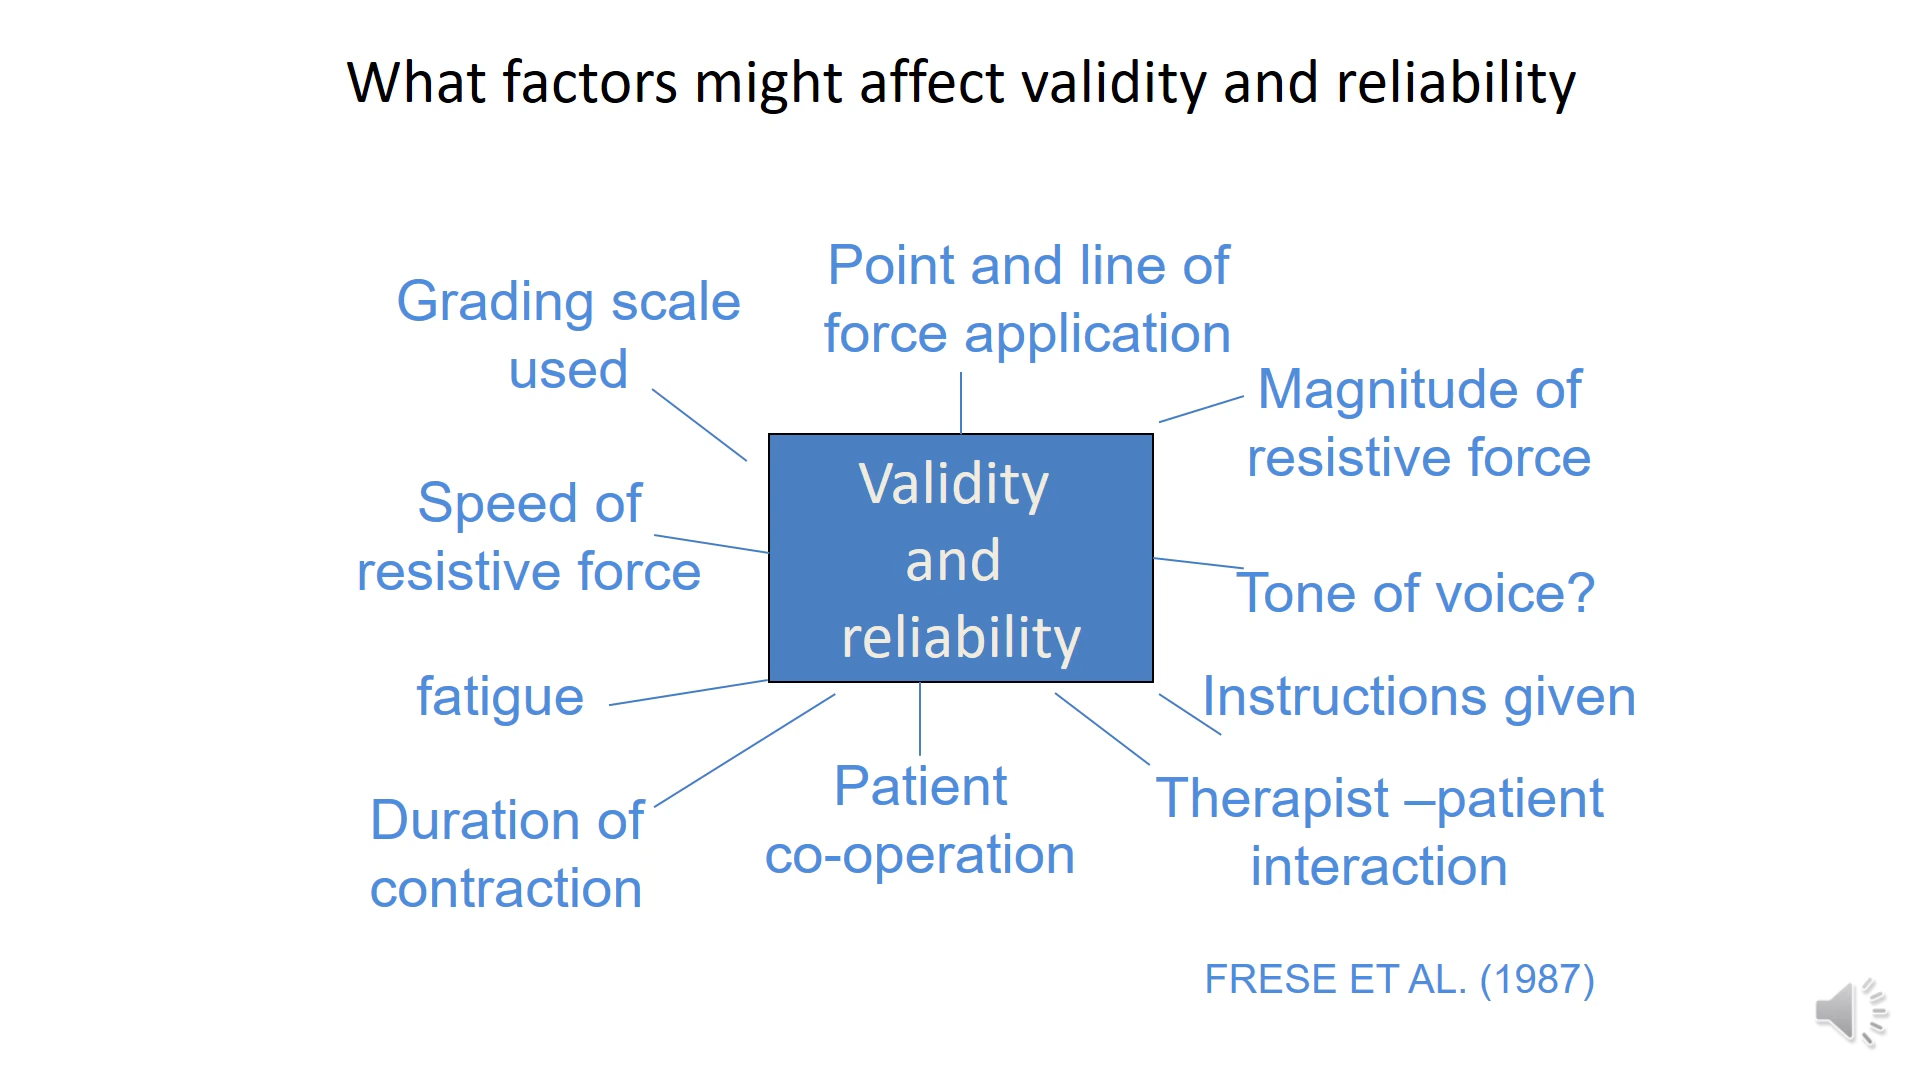 What factors might affect validity and reliability
Point and line of
force application
Grading scale
used
Magnitude of
resistive force
Validity
and
reliability
Speed of
resistive force
Tone of voice?
fatigue
Instructions given
Patient
co-operation
Therapist –patient
interaction
Duration of
contraction
FRESE ET AL. (1987)